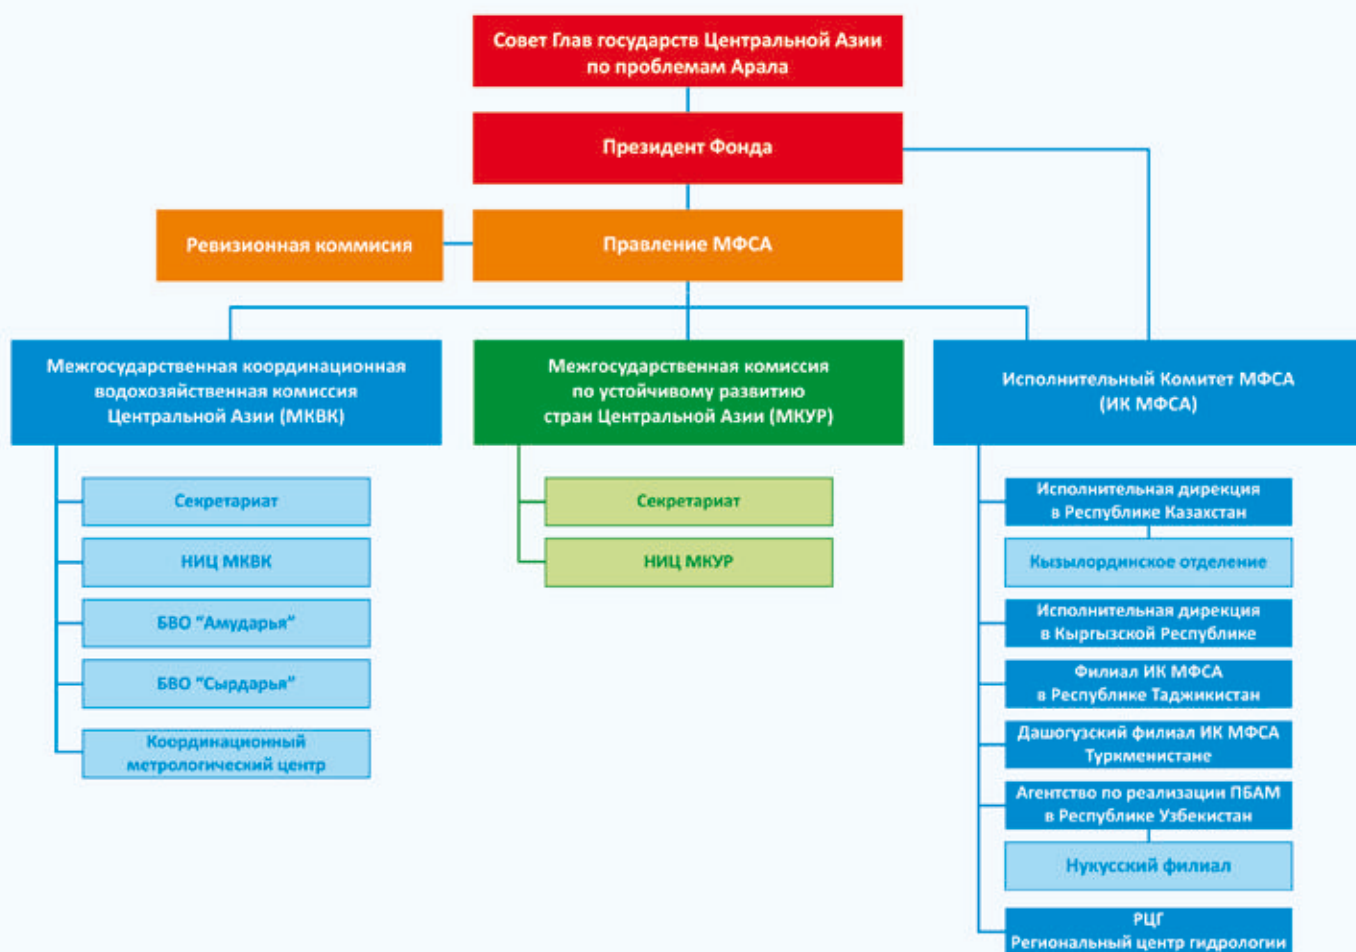 Совет Глав государств Центральной Азии
по проблемам Арала
Президент Фонда
Ревизионная коммисия
Правление МФСА
Межгосударственная координационная
водохозяйственная комиссия
Центральной Азии (МКВК)
Секретариат
НИЦ МКВК
БВО “Амударья”
БВО “Сырдарья”
Координационный
метрологический центр
Межгосударственная комиссия
по устойчивому развитию
стран Центральной Азии (МКУР)
Секретариат
НИЦ МКУР
Исполнительный Комитет МФСА
(ИК МФСА)
Исполнительная дирекция
в Республике Казахстан
Кызылординское отделение
Исполнительная дирекция
в Кыргызской Республике
Филиал ИК МФСА
в Республике Таджикистан
Дашогузский филиал ИК МФСА
Туркменистане
Агентство по реализации ПБАМ
в Республике Узбекистан
Нукусский филиал
РЦГ
Региональный центр гидрологии